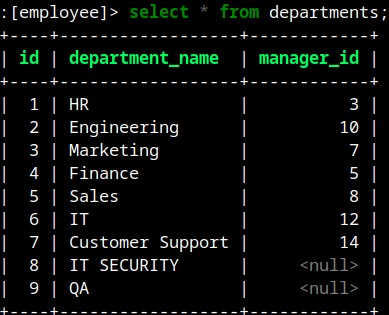 :[employee]> select * from departments;
+----+------------------+------------+
| id | department_name  | manager_id |
+----+------------------+------------+
|  1 | HR               |          3 |
|  2 | Engineering      |         10 |
|  3 | Marketing        |          7 |
|  4 | Finance          |          5 |
|  5 | Sales            |          8 |
|  6 | IT               |         12 |
|  7 | Customer Support |         14 |
|  8 | IT SECURITY      |     <null> |
|  9 | QA               |     <null> |
+----+------------------+------------+